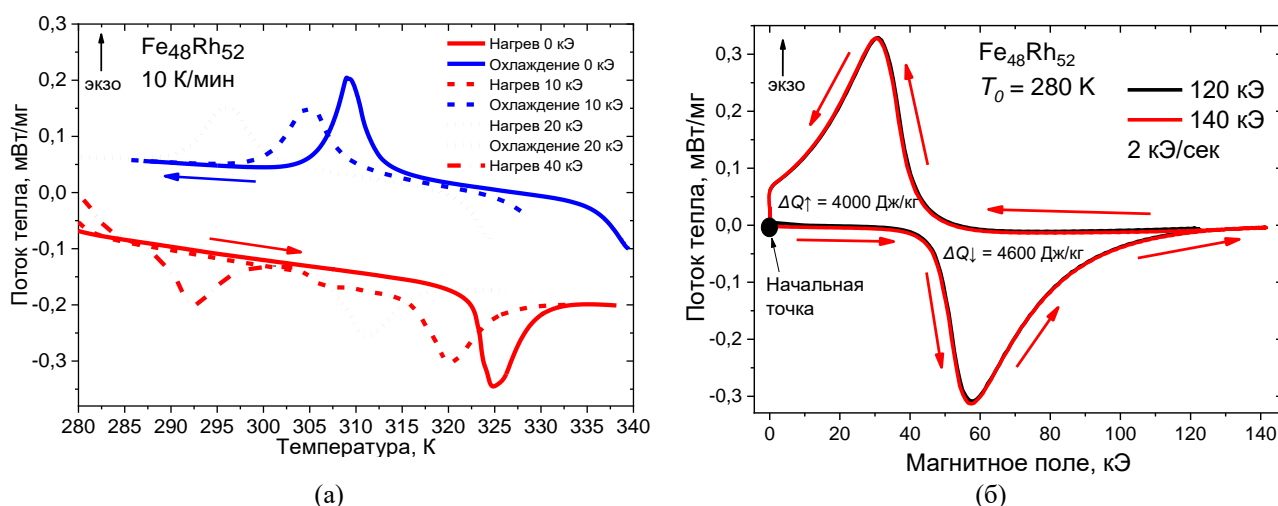 0,3
0,2
0,1
0,0
-0,1
-0,2
-0,3
Поток тепла, мВт/мг
экзо
Fe48Rh52
10 К/мин
Нагрев 0 кЭ
Охлаждение 0 кЭ
Нагрев 10 кЭ
Охлаждение 10 кЭ
Нагрев 20 кЭ
Охлаждение 20 кЭ
Нагрев 40 кЭ
280 285 290 295 300 305 310 315 320 325 330 335 340
Температура, К
(а)
0,3
0,2
0,1
0,0
-0,1
-0,2
-0,3
Поток тепла, мВт/мг
экзо
Fe48Rh52
T0 = 280 K
120 кЭ
140 кЭ
2 кЭ/сек
ΔQ↑ = 4000 Дж/кг
ΔQ↓ = 4600 Дж/кг
Начальная
точка
0 20 40 60 80 100 120 140
Магнитное поле, кЭ
(б)